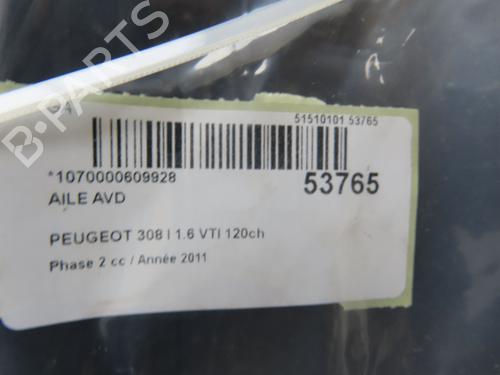 B-PARTS
51510101 53765
*1070000609928
53765
AILE AVD
PEUGEOT 308 I 1.6 VTI 120ch
Phase 2 cc / Année 2011